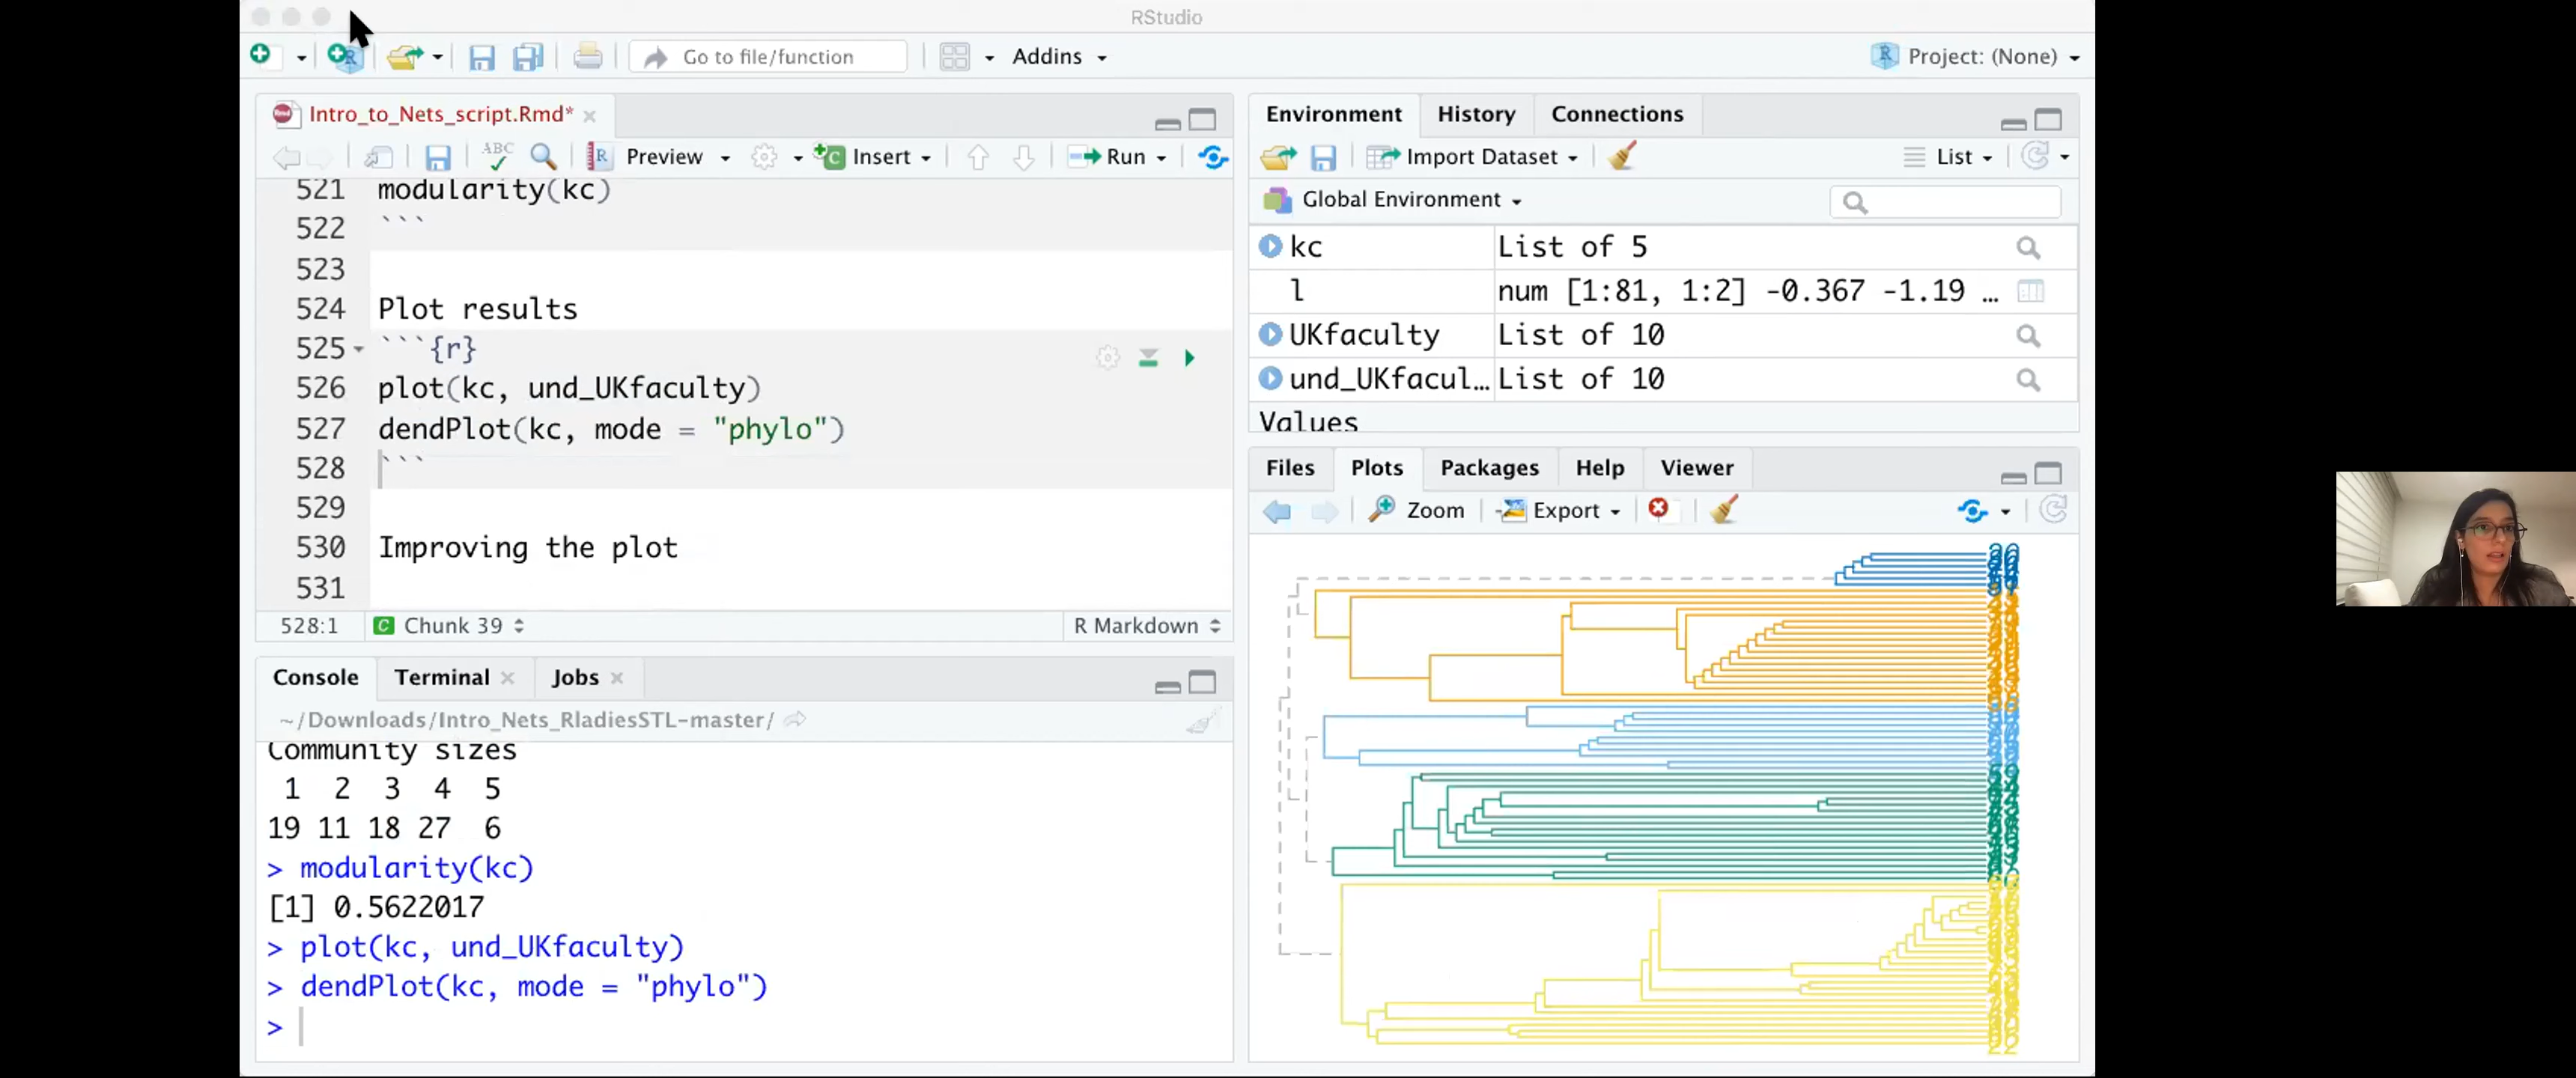 RStudio
Go to file/function
Addins
Project: (None)
Intro_to_Nets_script.Rmd*
ABC
Preview
Insert
Run
521 modularity(kc)
522 ```
523
524 Plot results
525 ```{r}
526 plot(kc, und_UKfaculty)
527 dendPlot(kc, mode = "phylo")
528 ```
529
530 Improving the plot
531
528:1 Chunk 39 R Markdown
Console Terminal Jobs
~/Downloads/Intro_Nets_RladiesSTL-master/
Community sizes
1 2 3 4 5
19 11 18 27 6
> modularity(kc)
[1] 0.5622017
> plot(kc, und_UKfaculty)
> dendPlot(kc, mode = "phylo")
>
Environment History Connections
Import Dataset List
Global Environment
kc List of 5
l num [1:81, 1:2] -0.367 -1.19 …
UKfaculty List of 10
und_UKfacul… List of 10
Values
Files Plots Packages Help Viewer
Zoom Export